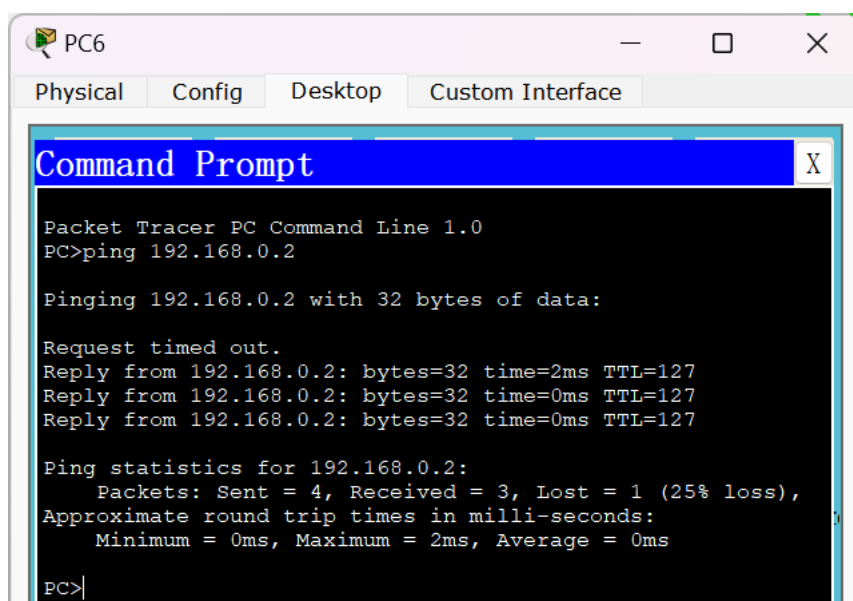 PC6
Physical Config Desktop Custom Interface
Command Prompt X
Packet Tracer PC Command Line 1.0
PC>ping 192.168.0.2
Pinging 192.168.0.2 with 32 bytes of data:
Request timed out.
Reply from 192.168.0.2: bytes=32 time=2ms TTL=127
Reply from 192.168.0.2: bytes=32 time=0ms TTL=127
Reply from 192.168.0.2: bytes=32 time=0ms TTL=127
Ping statistics for 192.168.0.2:
Packets: Sent = 4, Received = 3, Lost = 1 (25% loss),
Approximate round trip times in milli-seconds:
Minimum = 0ms, Maximum = 2ms, Average = 0ms
PC>